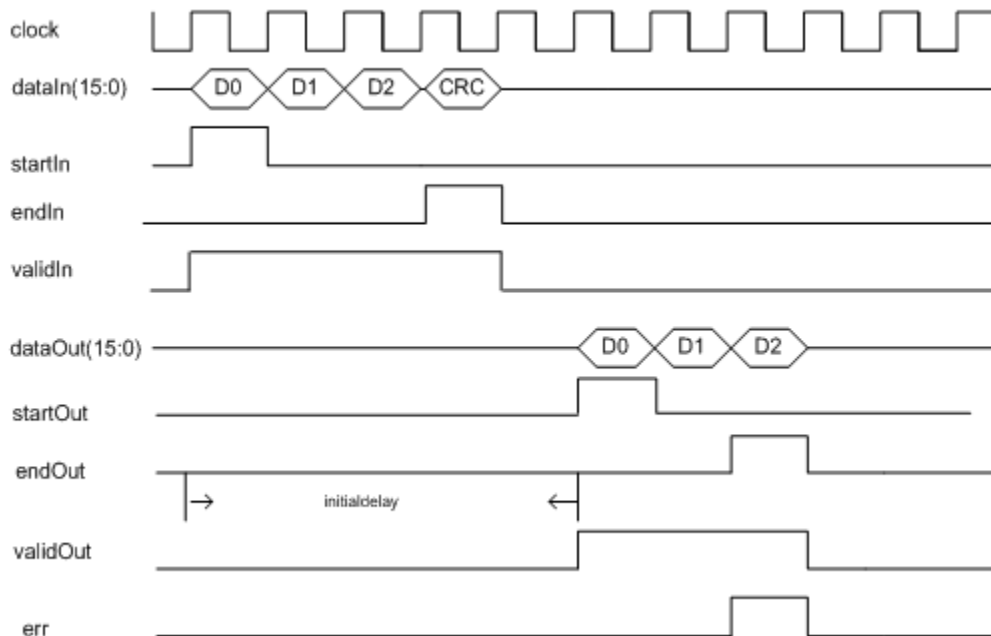 clock
dataIn(15:0) D0 D1 D2 CRC
startIn
endIn
validIn
dataOut(15:0) D0 D1 D2
startOut
endOut
initialdelay
validOut
err